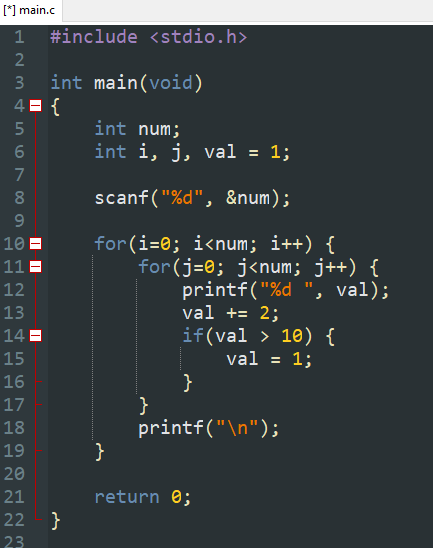 [*] main.c
1 #include <stdio.h>
2
3 int main(void)
4 {
5     int num;
6     int i, j, val = 1;
7
8     scanf("%d", &num);
9
10     for(i=0; i<num; i++) {
11         for(j=0; j<num; j++) {
12             printf("%d ", val);
13             val += 2;
14             if(val > 10) {
15                 val = 1;
16             }
17         }
18         printf("\n");
19     }
20
21     return 0;
22 }
23